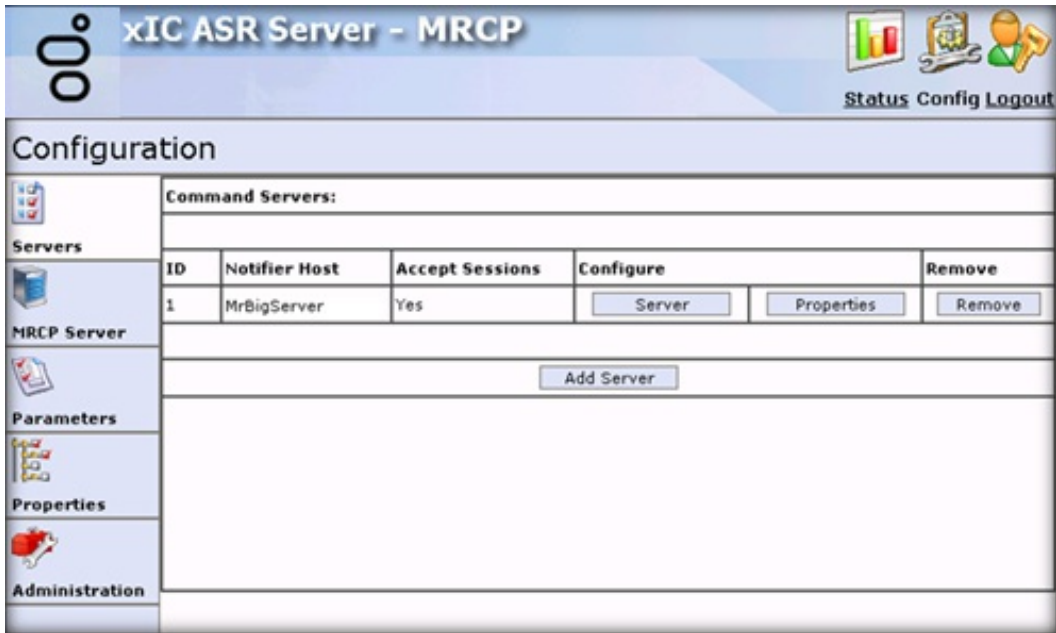 xIC ASR Server - MRCP
Status Config Logout
Configuration
Servers
MRCP Server
Parameters
Properties
Administration
Command Servers:
ID Notifier Host Accept Sessions Configure Remove
1 MrBigServer Yes Server Properties Remove
Add Server